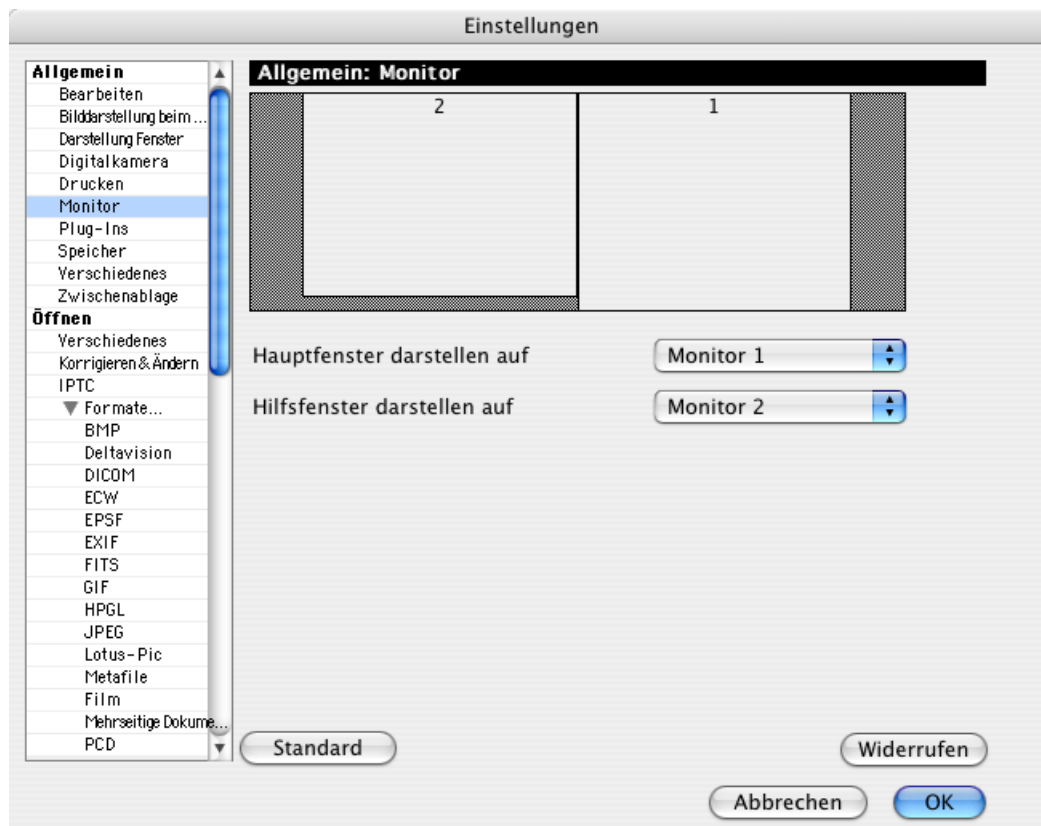 Einstellungen
Allgemein
Bearbeiten
Bilddarstellung beim ...
Darstellung Fenster
Digitalkamera
Drucken
Monitor
Plug-Ins
Speicher
Verschiedenes
Zwischenablage
Öffnen
Verschiedenes
Korrigieren & Ändern
IPTC
Formate...
BMP
Deltavision
DICOM
ECW
EPSF
EXIF
FITS
GIF
HPGL
JPEG
Lotus-Pic
Metafile
Film
Mehrseitige Dokume...
PCD
Allgemein: Monitor
2 1
Hauptfenster darstellen auf Monitor 1
Hilfsfenster darstellen auf Monitor 2
Standard Widerrufen
Abbrechen OK